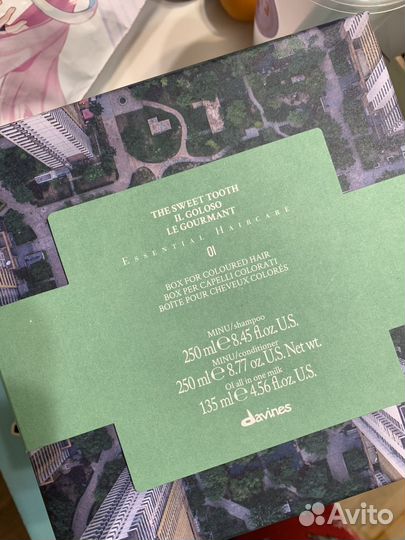 THE SWEET TOOTH
IL GOLOSO
LE GOURMANT
ESSENTIAL HAIRCARE
01
BOX FOR COLOURED HAIR
BOX PER CAPELLI COLORATI
BOITE POUR CHEVEUX COLORÉS
MINU/shampoo
250 ml ℮ 8.45 fl.oz U.S.
MINU/conditioner
250 ml ℮ 8.77 oz U.S. Net wt.
OI all in one milk
135 ml ℮ 4.56 fl.oz U.S.
davines
Avito